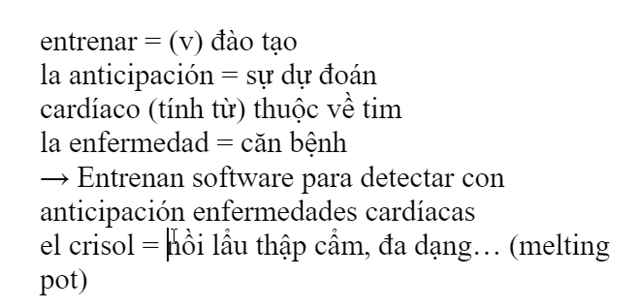 entrenar = (v) đào tạo
la anticipación = sự dự đoán
cardíaco (tính từ) thuộc về tim
la enfermedad = căn bệnh
→ Entrenan software para detectar con
anticipación enfermedades cardíacas
el crisol = nồi lẩu thập cẩm, đa dạng… (melting
pot)